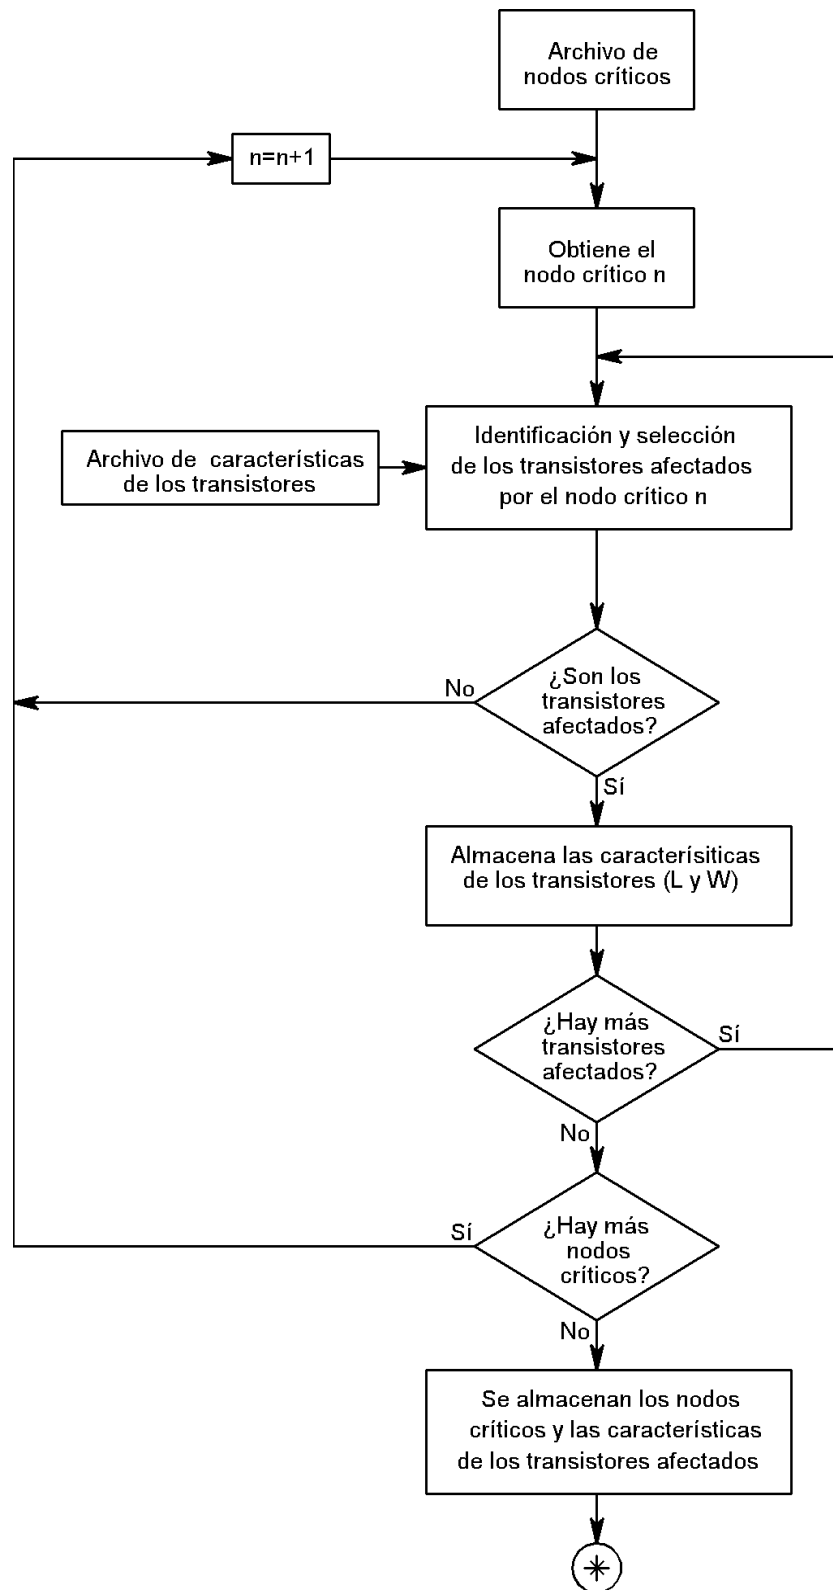 Archivo de
nodos críticos
n=n+1
Obtiene el
nodo crítico n
Identificación y selección
de los transistores afectados
por el nodo crítico n
Archivo de características
de los transistores
¿Son los
transistores
afectados?
No
Sí
Almacena las caracterísiticas
de los transistores (L y W)
¿Hay más
transistores
afectados?
Sí
No
¿Hay más
nodos
críticos?
Sí
No
Se almacenan los nodos
críticos y las características
de los transistores afectados
*